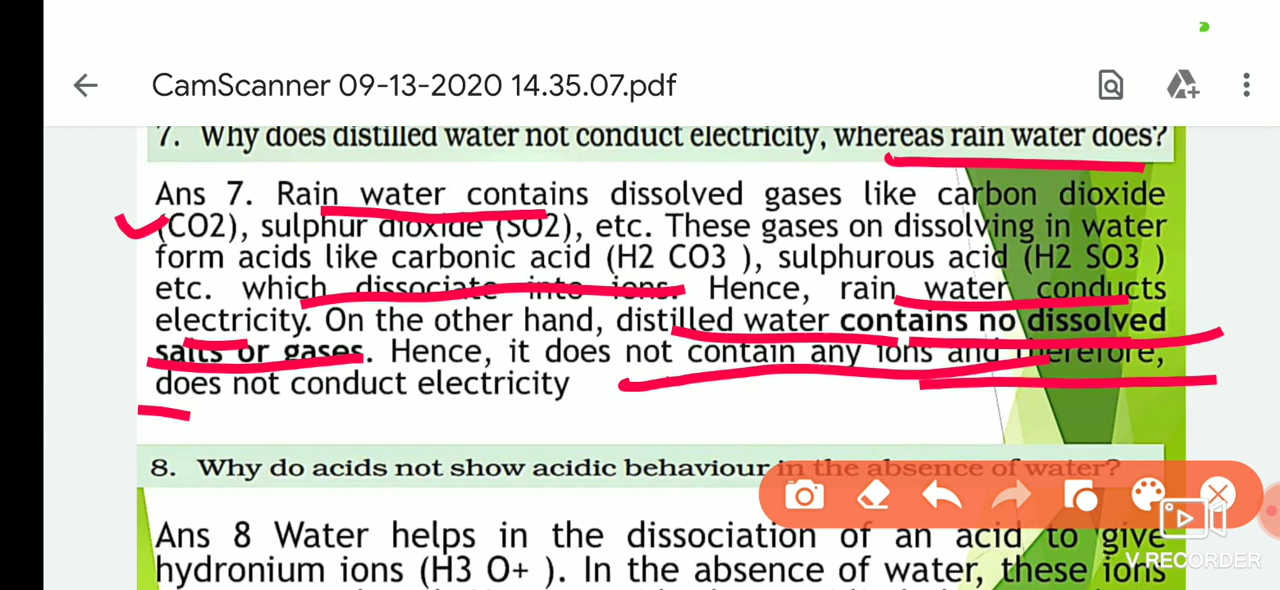 CamScanner 09-13-2020 14.35.07.pdf
7. Why does distilled water not conduct electricity, whereas rain water does?
Ans 7. Rain water contains dissolved gases like carbon dioxide
(CO2), sulphur dioxide (SO2), etc. These gases on dissolving in water
form acids like carbonic acid (H2 CO3 ), sulphurous acid (H2 SO3 )
etc. which dissociate into ions. Hence, rain water conducts
electricity. On the other hand, distilled water contains no dissolved
salts or gases. Hence, it does not contain any ions and therefore,
does not conduct electricity
8. Why do acids not show acidic behaviour in the absence of water?
Ans 8 Water helps in the dissociation of an acid to give
hydronium ions (H3 O+ ). In the absence of water, these ions
V.RECORDER